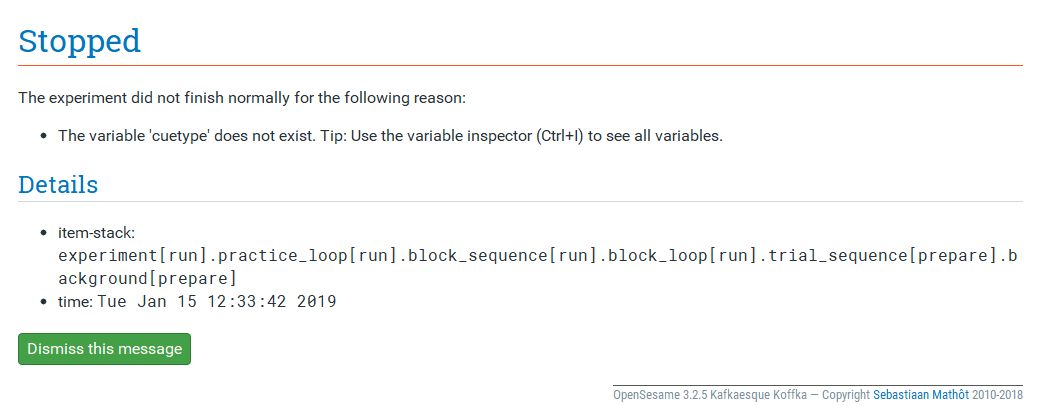 Stopped
The experiment did not finish normally for the following reason:
• The variable 'cuetype' does not exist. Tip: Use the variable inspector (Ctrl+I) to see all variables.
Details
• item-stack:
experiment[run].practice_loop[run].block_sequence[run].block_loop[run].trial_sequence[prepare].b
ackground[prepare]
• time: Tue Jan 15 12:33:42 2019
Dismiss this message
OpenSesame 3.2.5 Kafkaesque Koffka — Copyright Sebastiaan Mathôt 2010-2018